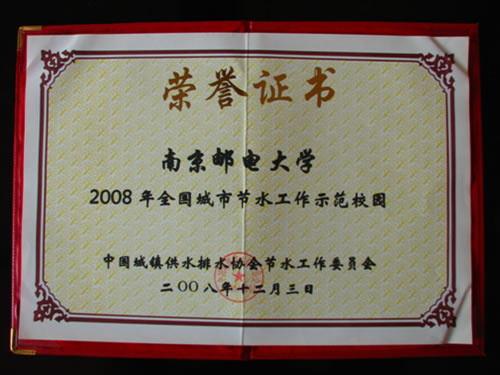 荣誉证书
南京邮电大学
2008年全国城市节水工作示范校园
中国城镇供水排水协会节水工作委员会
二〇〇八年十二月三日